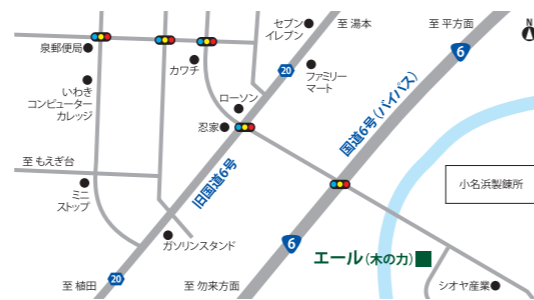 セブン
イレブン
至 湯本
至 平方面
N
泉郵便局
カワチ
20
6
ファミリー
マート
いわき
コンピューター
カレッジ
ローソン
忍家
国道6号(バイパス)
至 もえぎ台
旧国道6号
小名浜製錬所
ミニ
ストップ
ガソリンスタンド
6
エール(木の力)
至 植田
20
至 勿来方面
シオヤ産業